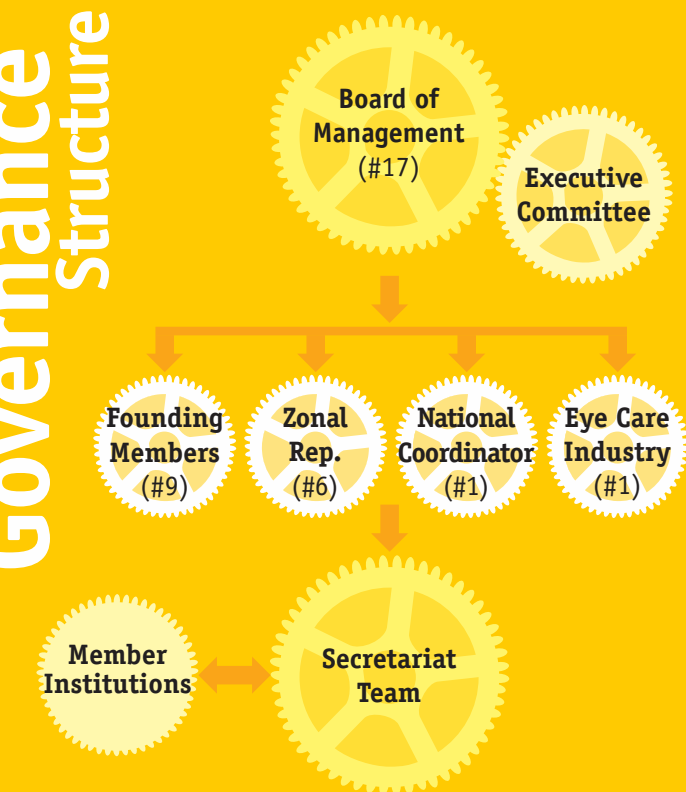 Governance
Structure
Board of
Management
(#17)
Executive
Committee
Founding
Members
(#9)
Zonal
Rep.
(#6)
National
Coordinator
(#1)
Eye Care
Industry
(#1)
Member
Institutions
Secretariat
Team